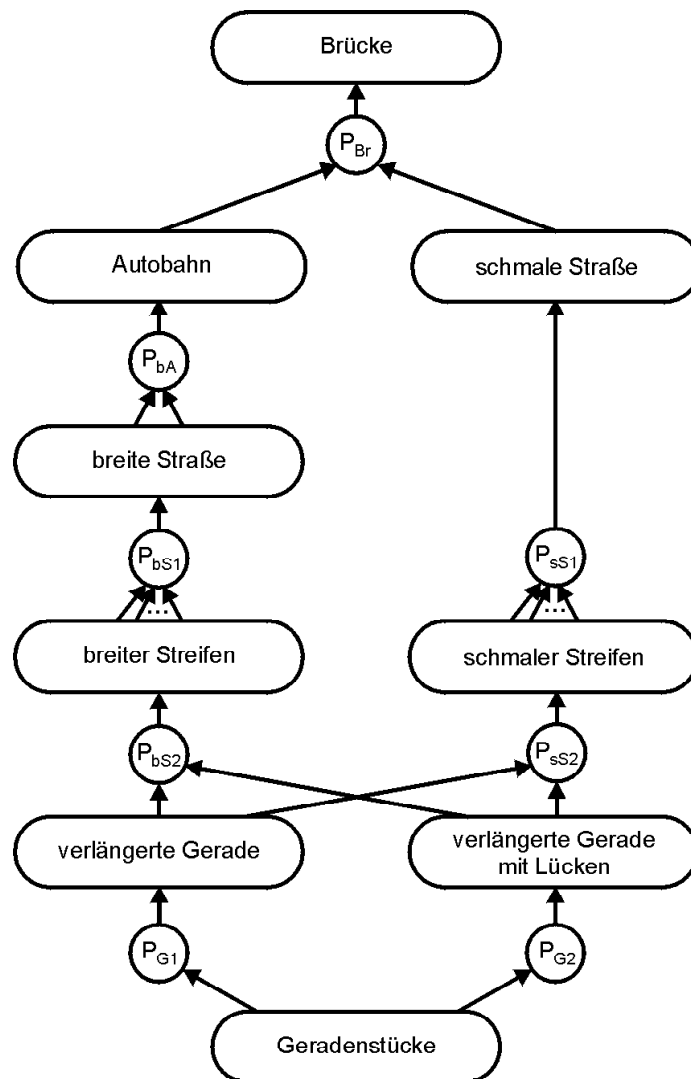 Brücke
P_Br
Autobahn
schmale Straße
P_bA
breite Straße
P_bS1
P_sS1
...
...
breiter Streifen
schmaler Streifen
P_bS2
P_sS2
verlängerte Gerade
verlängerte Gerade
mit Lücken
P_G1
P_G2
Geradenstücke